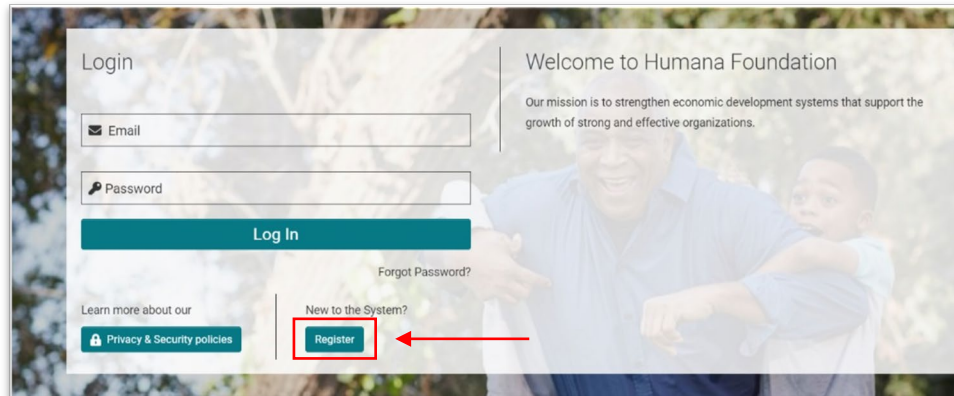 Login
Email
Password
Log In
Forgot Password?
Learn more about our
Privacy & Security policies
New to the System?
Register
Welcome to Humana Foundation
Our mission is to strengthen economic development systems that support the
growth of strong and effective organizations.